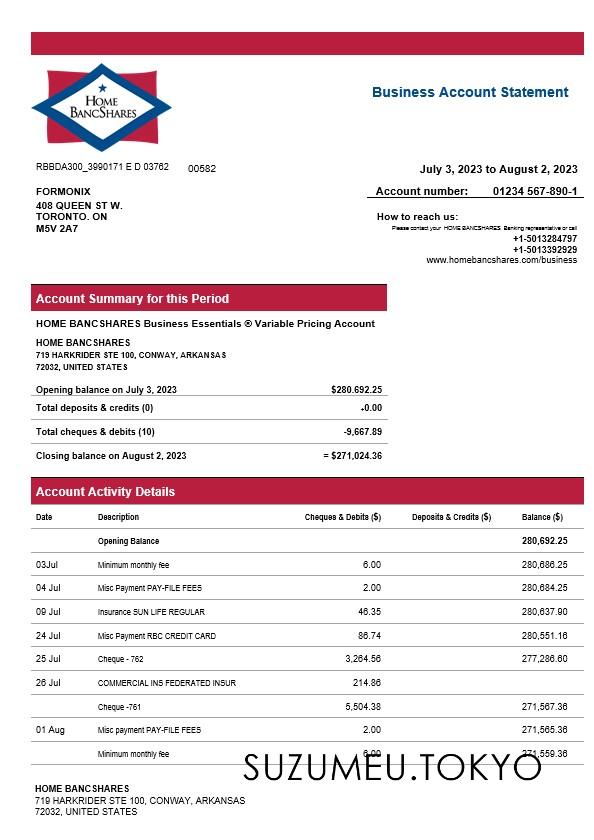 HOME
BANCSHARES
Business Account Statement
RBBDA300_3990171 E D 03762 00582
July 3, 2023 to August 2, 2023
FORMONIX
408 QUEEN ST W.
TORONTO. ON
M5V 2A7
Account number: 01234 567-890-1
How to reach us:
Please contact your HOME BANCSHARES Banking representative or call
+1-5013284797
+1-5013392929
www.homebancshares.com/business
Account Summary for this Period
HOME BANCSHARES Business Essentials ® Variable Pricing Account
HOME BANCSHARES
719 HARKRIDER STE 100, CONWAY, ARKANSAS
72032, UNITED STATES
Opening balance on July 3, 2023 $280.692.25
Total deposits & credits (0) +0.00
Total cheques & debits (10) -9,667.89
Closing balance on August 2, 2023 = $271,024.36
Account Activity Details
Date Description Cheques & Debits ($) Deposits & Credits ($) Balance ($)
Opening Balance 280,692.25
03Jul Minimum monthly fee 6.00 280,686.25
04 Jul Misc Payment PAY-FILE FEES 2.00 280,684.25
09 Jul Insurance SUN LIFE REGULAR 46.35 280,637.90
24 Jul Misc Payment RBC CREDIT CARD 86.74 280,551.16
25 Jul Cheque - 762 3,264.56 277,286.60
26 Jul COMMERCIAL INS FEDERATED INSUR 214.86
Cheque -761 5,504.38 271,567.36
01 Aug Misc payment PAY-FILE FEES 2.00 271,565.36
Minimum monthly fee 6.00 271,559.36
SUZUMEU.TOKYO
HOME BANCSHARES
719 HARKRIDER STE 100, CONWAY, ARKANSAS
72032, UNITED STATES